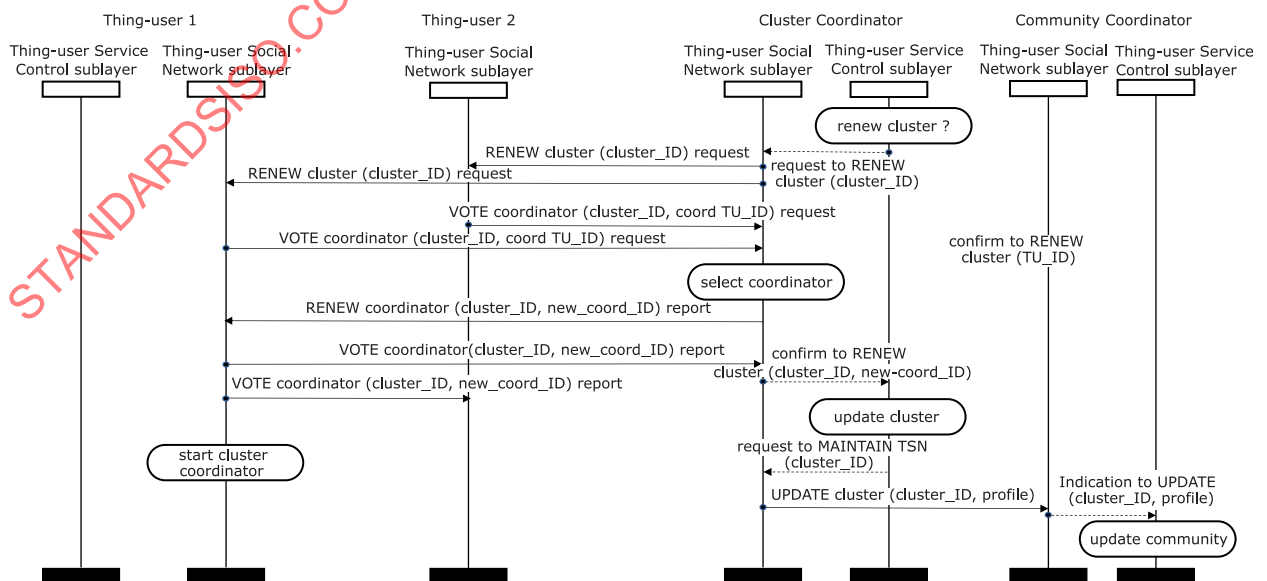 Thing-user 1
Thing-user 2
Cluster Coordinator
Community Coordinator
Thing-user Service
Control sublayer
Thing-user Social
Network sublayer
Thing-user Social
Network sublayer
Thing-user Social
Network sublayer
Thing-user Service
Control sublayer
Thing-user Social
Network sublayer
Thing-user Service
Control sublayer
STANDARDSISO.CO
renew cluster ?
RENEW cluster (cluster_ID) request
request to RENEW
cluster (cluster_ID)
RENEW cluster (cluster_ID) request
VOTE coordinator (cluster_ID, coord TU_ID) request
VOTE coordinator (cluster_ID, coord TU_ID) request
confirm to RENEW
cluster (TU_ID)
select coordinator
RENEW coordinator (cluster_ID, new_coord_ID) report
VOTE coordinator(cluster_ID, new_coord_ID) report
confirm to RENEW
cluster (cluster_ID, new-coord_ID)
VOTE coordinator (cluster_ID, new_coord_ID) report
update cluster
start cluster
coordinator
request to MAINTAIN TSN
(cluster_ID)
UPDATE cluster (cluster_ID, profile)
Indication to UPDATE
(cluster_ID, profile)
update community